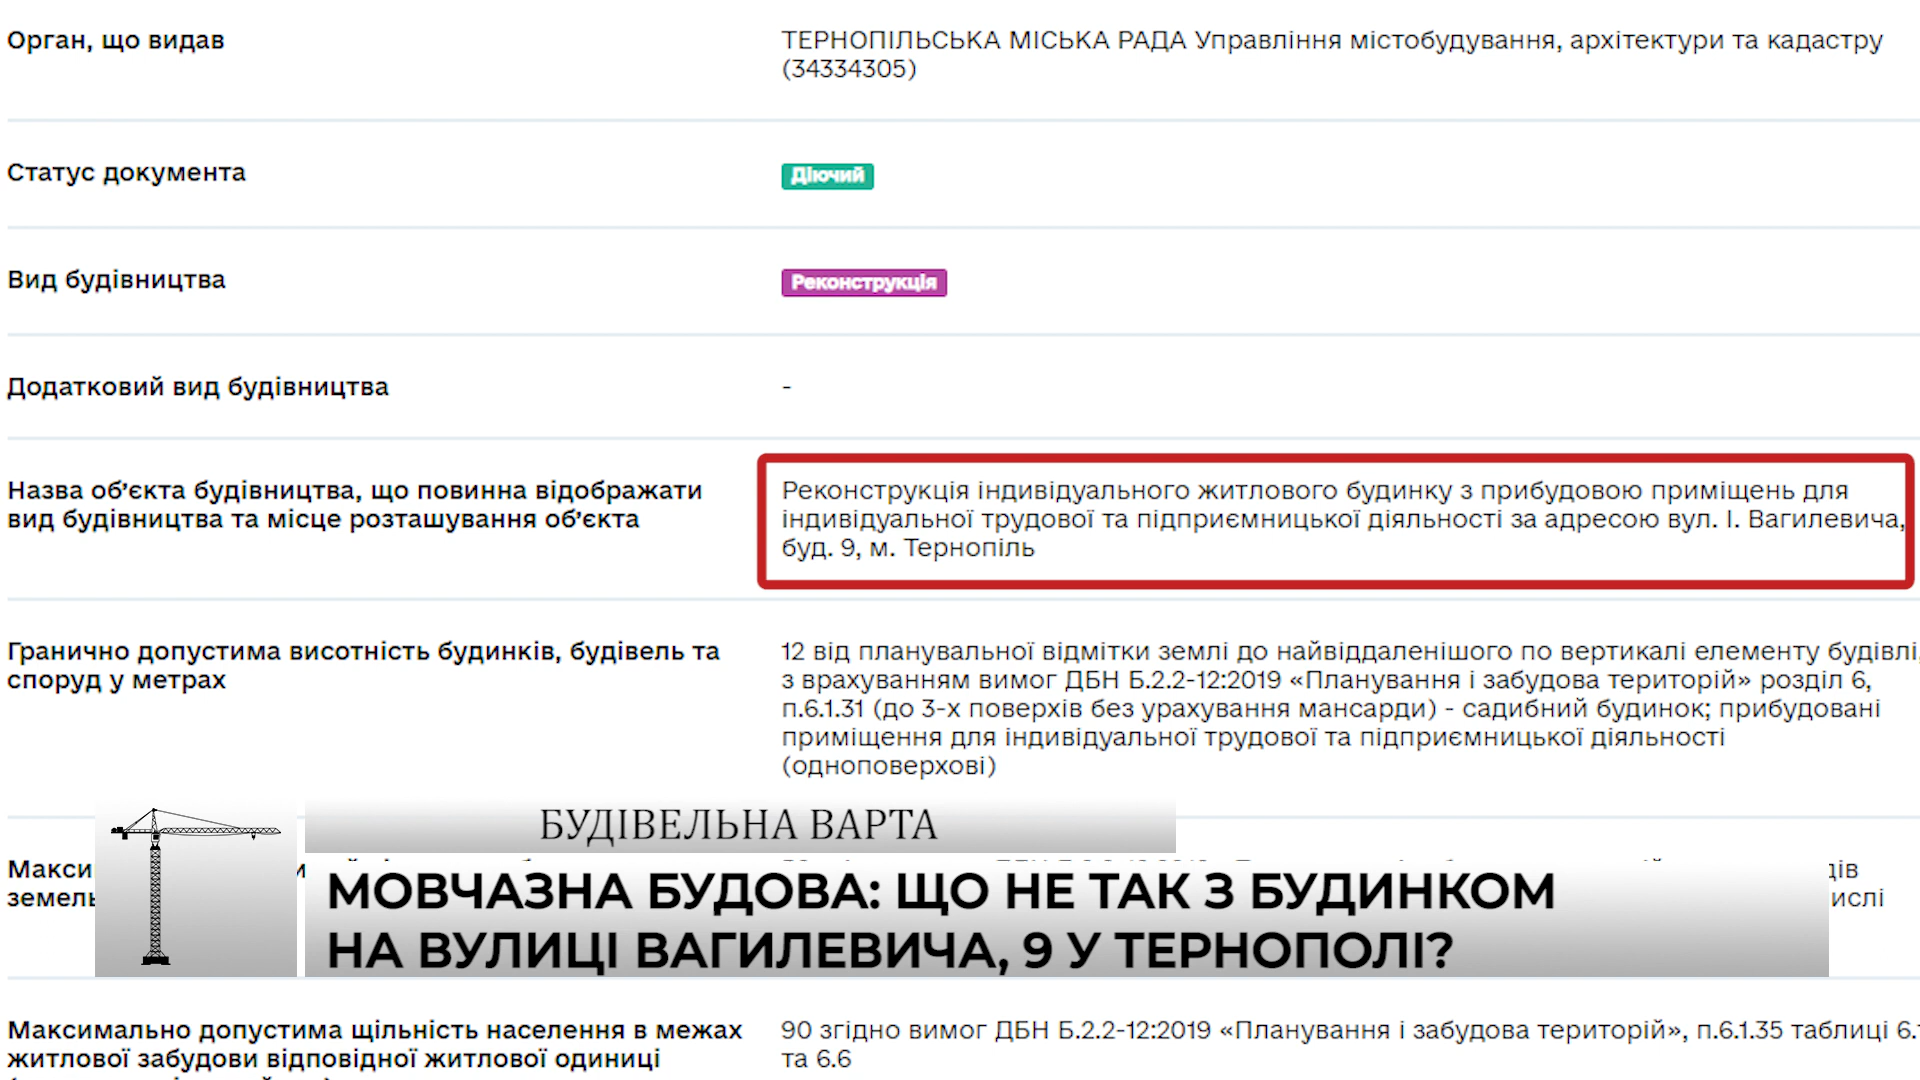 Орган, що видав
ТЕРНОПІЛЬСЬКА МІСЬКА РАДА Управління містобудування, архітектури та кадастру
(34334305)
Статус документа
Діючий
Вид будівництва
Реконструкція
Додатковий вид будівництва
-
Назва об’єкта будівництва, що повинна відображати
вид будівництва та місце розташування об’єкта
Реконструкція індивідуального житлового будинку з прибудовою приміщень для
індивідуальної трудової та підприємницької діяльності за адресою вул. І. Вагилевича,
буд. 9, м. Тернопіль
Гранично допустима висотність будинків, будівель та
споруд у метрах
12 від планувальної відмітки землі до найвіддаленішого по вертикалі елементу будівлі,
з врахуванням вимог ДБН Б.2.2-12:2019 «Планування і забудова територій» розділ 6,
п.6.1.31 (до 3-х поверхів без урахування мансарди) - садибний будинок; прибудовані
приміщення для індивідуальної трудової та підприємницької діяльності
(одноповерхові)
БУДІВЕЛЬНА ВАРТА
МОВЧАЗНА БУДОВА: ЩО НЕ ТАК З БУДИНКОМ
НА ВУЛИЦІ ВАГИЛЕВИЧА, 9 У ТЕРНОПОЛІ?
Максимально допустима щільність населення в межах
житлової забудови відповідної житлової одиниці
90 згідно вимог ДБН Б.2.2-12:2019 «Планування і забудова територій», п.6.1.35 таблиці
та 6.6